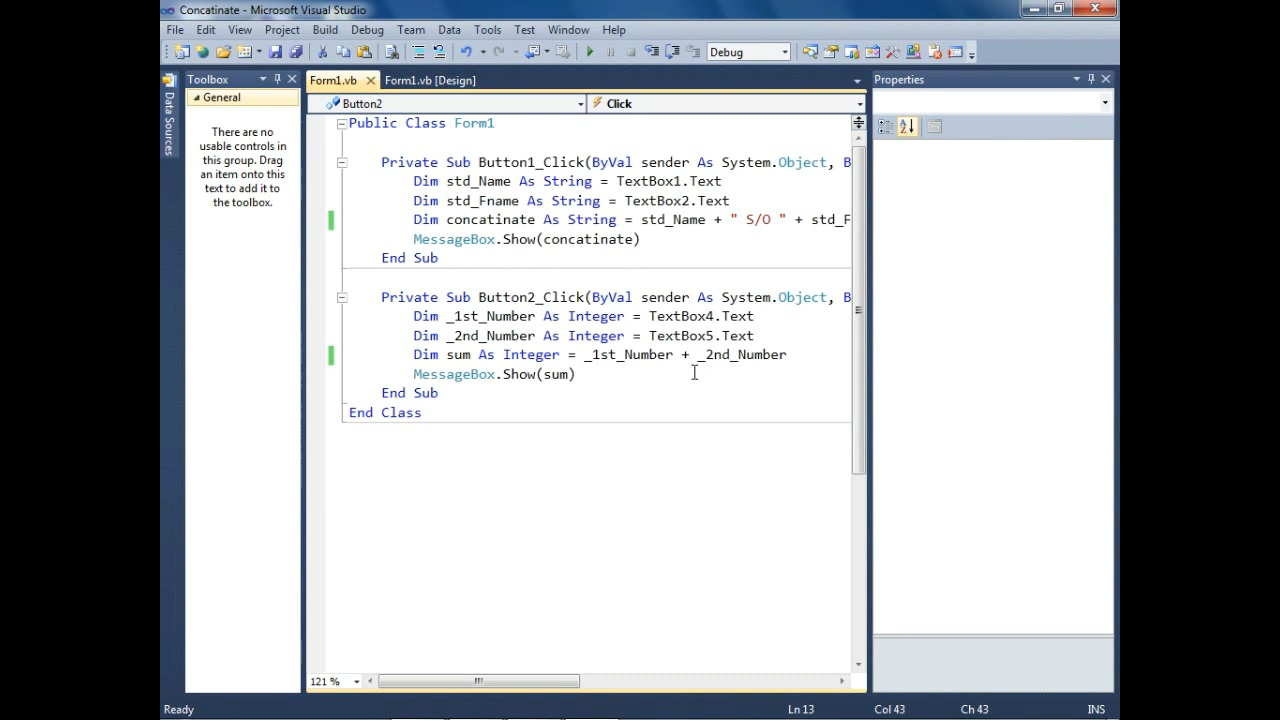 Concatinate - Microsoft Visual Studio
File Edit View Project Build Debug Team Data Tools Test Window Help
Debug
Data Sources
Toolbox
General
There are no
usable controls in
this group. Drag
an item onto this
text to add it to
the toolbox.
Form1.vb Form1.vb [Design]
Button2 Click
Public Class Form1
Private Sub Button1_Click(ByVal sender As System.Object, B
Dim std_Name As String = TextBox1.Text
Dim std_Fname As String = TextBox2.Text
Dim concatinate As String = std_Name + " S/O " + std_F
MessageBox.Show(concatinate)
End Sub
Private Sub Button2_Click(ByVal sender As System.Object, B
Dim _1st_Number As Integer = TextBox4.Text
Dim _2nd_Number As Integer = TextBox5.Text
Dim sum As Integer = _1st_Number + _2nd_Number
MessageBox.Show(sum)
End Sub
End Class
121 %
Properties
Ready Ln 13 Col 43 Ch 43 INS